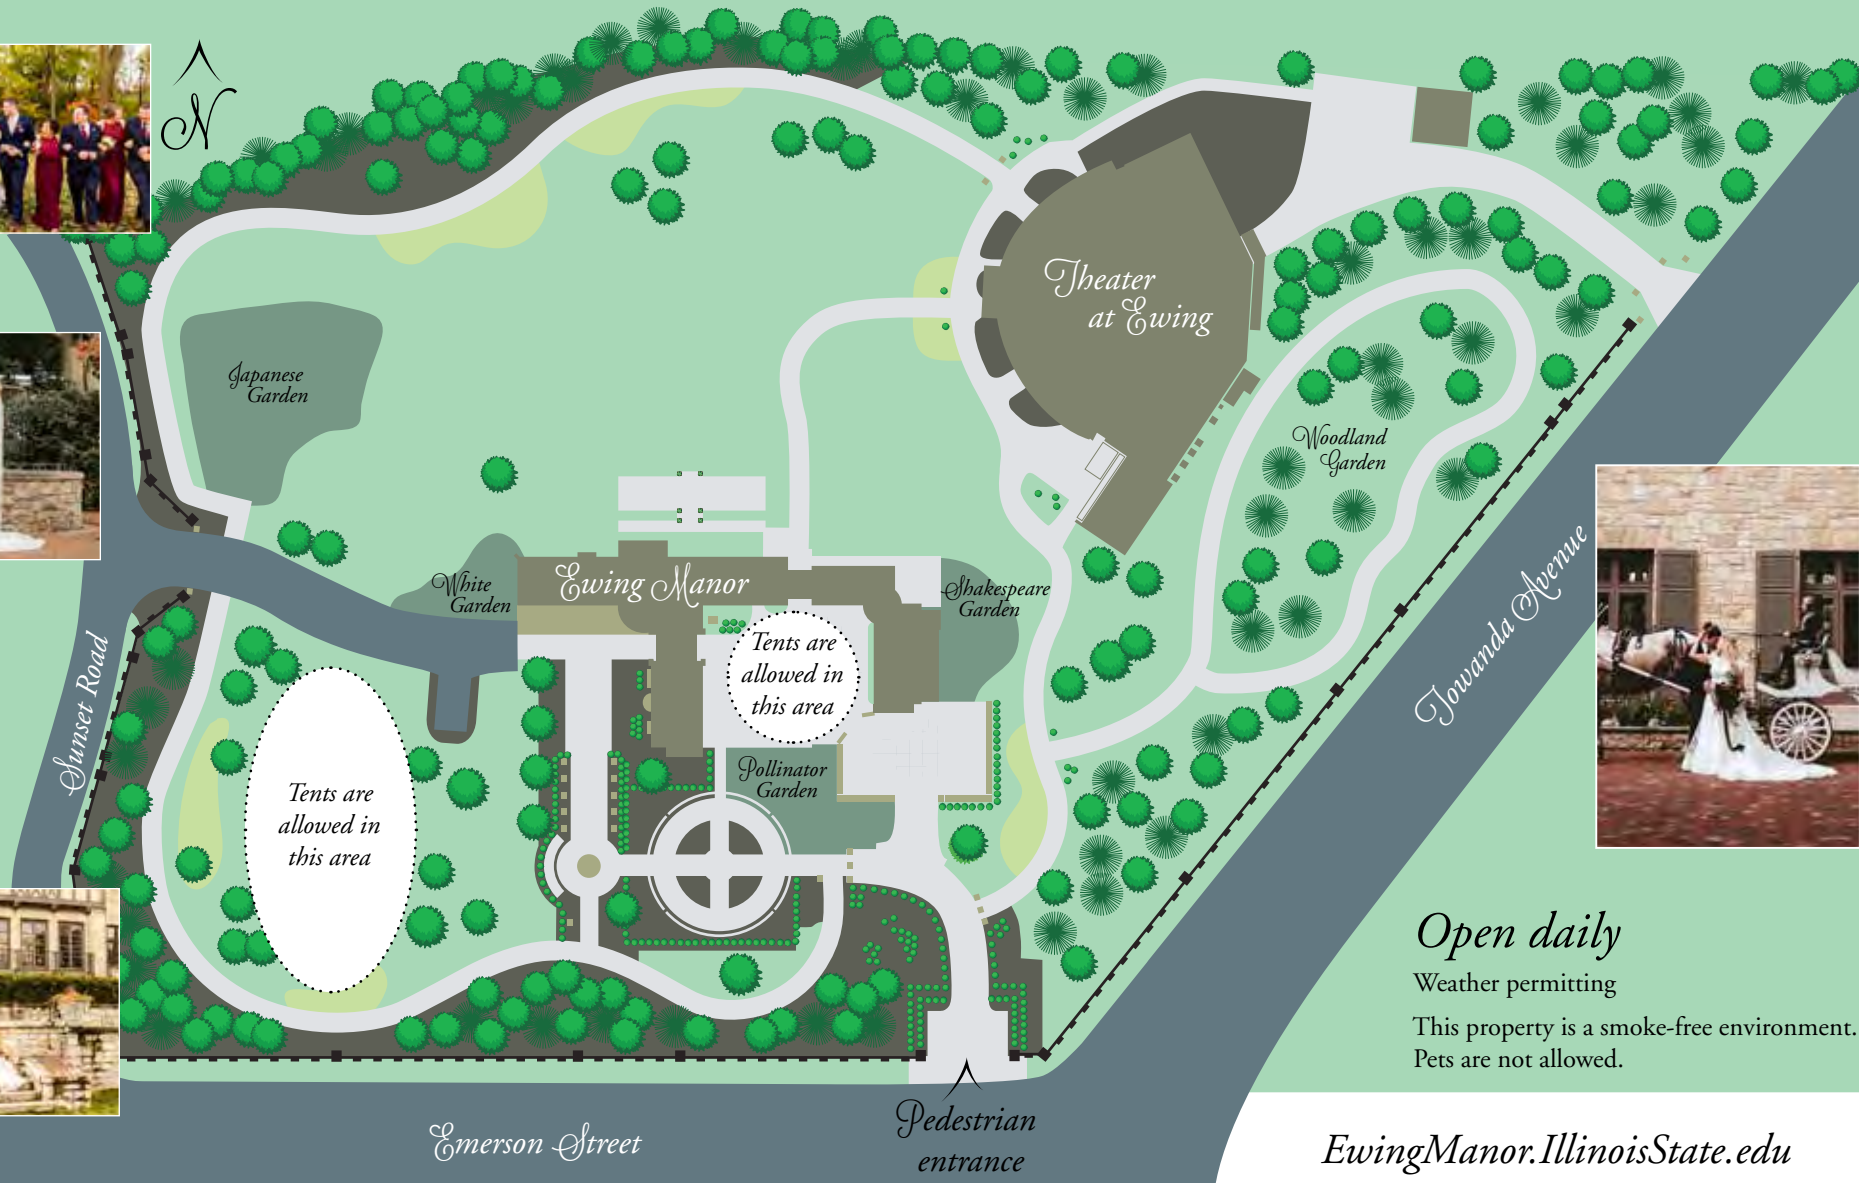 N
Theater
at Ewing
Japanese
Garden
Woodland
Garden
White
Garden
Ewing Manor
Shakespeare
Garden
Tents are
allowed in
this area
Pollinator
Garden
Tents are
allowed in
this area
Sunset Road
Towanda Avenue
Emerson Street
Pedestrian
entrance
Open daily
Weather permitting
This property is a smoke-free environment.
Pets are not allowed.
EwingManor.IllinoisState.edu